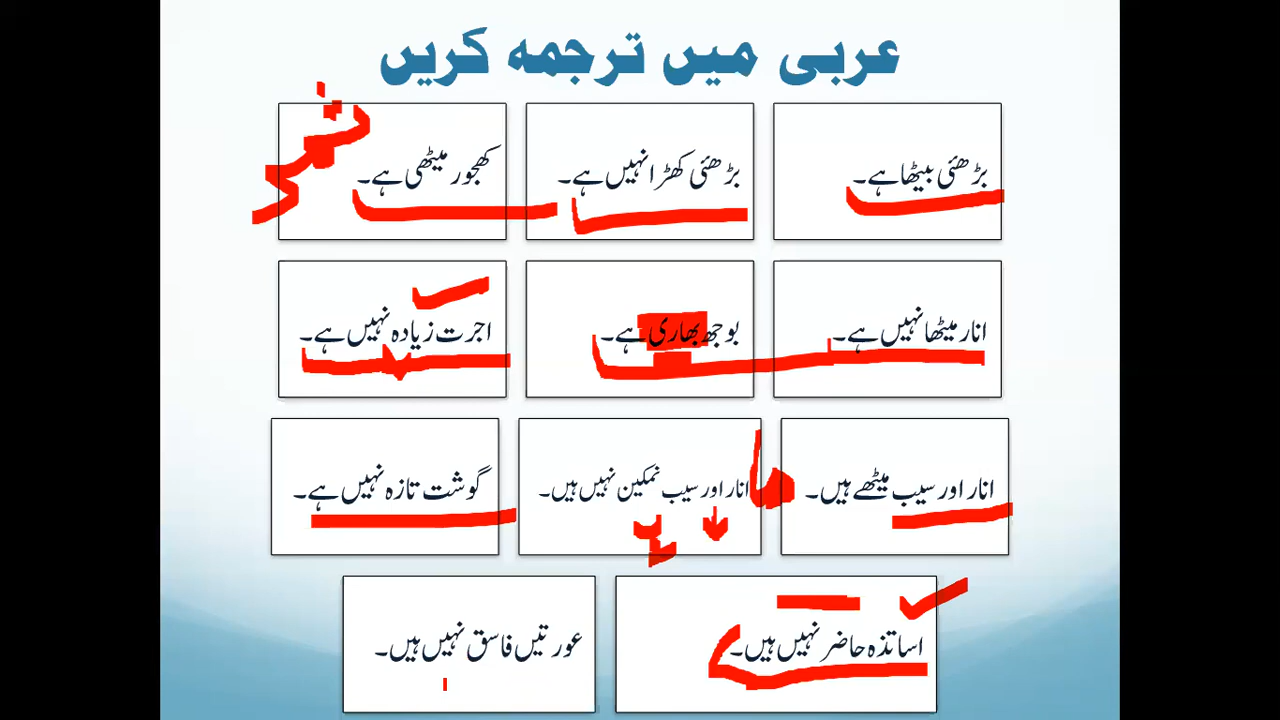 عربی میں ترجمہ کریں
بڑھئی بیٹھا ہے۔
بڑھئی کھڑا نہیں ہے۔
کھجور میٹھی ہے۔
انار میٹھا نہیں ہے۔
بوجھ بھاری ہے۔
اجرت زیادہ نہیں ہے۔
انار اور سیب میٹھے ہیں۔
انار اور سیب نمکین نہیں ہیں۔
گوشت تازہ نہیں ہے۔
اساتذہ حاضر نہیں ہیں۔
عورتیں فاسق نہیں ہیں۔